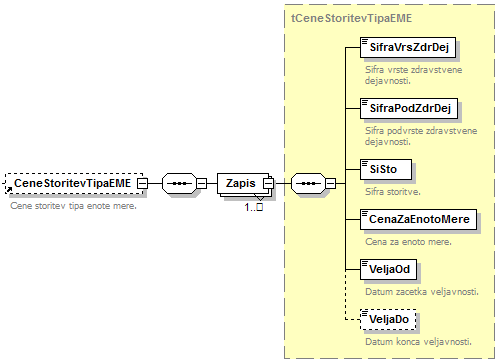 tCeneStoritevTipaEME
SifraVrsZdrDej
Sifra vrste zdravstvene
dejavnosti.
SifraPodZdrDej
Sifra podvrste zdravstvene
dejavnosti.
CeneStoritevTipaEME
Cene storitev tipa enote mere.
Zapis
1..
SiSto
Sifra storitve.
CenaZaEnotoMere
Cena za enoto mere.
VeljaOd
Datum zacetka veljavnosti.
VeljaDo
Datum konca veljavnosti.